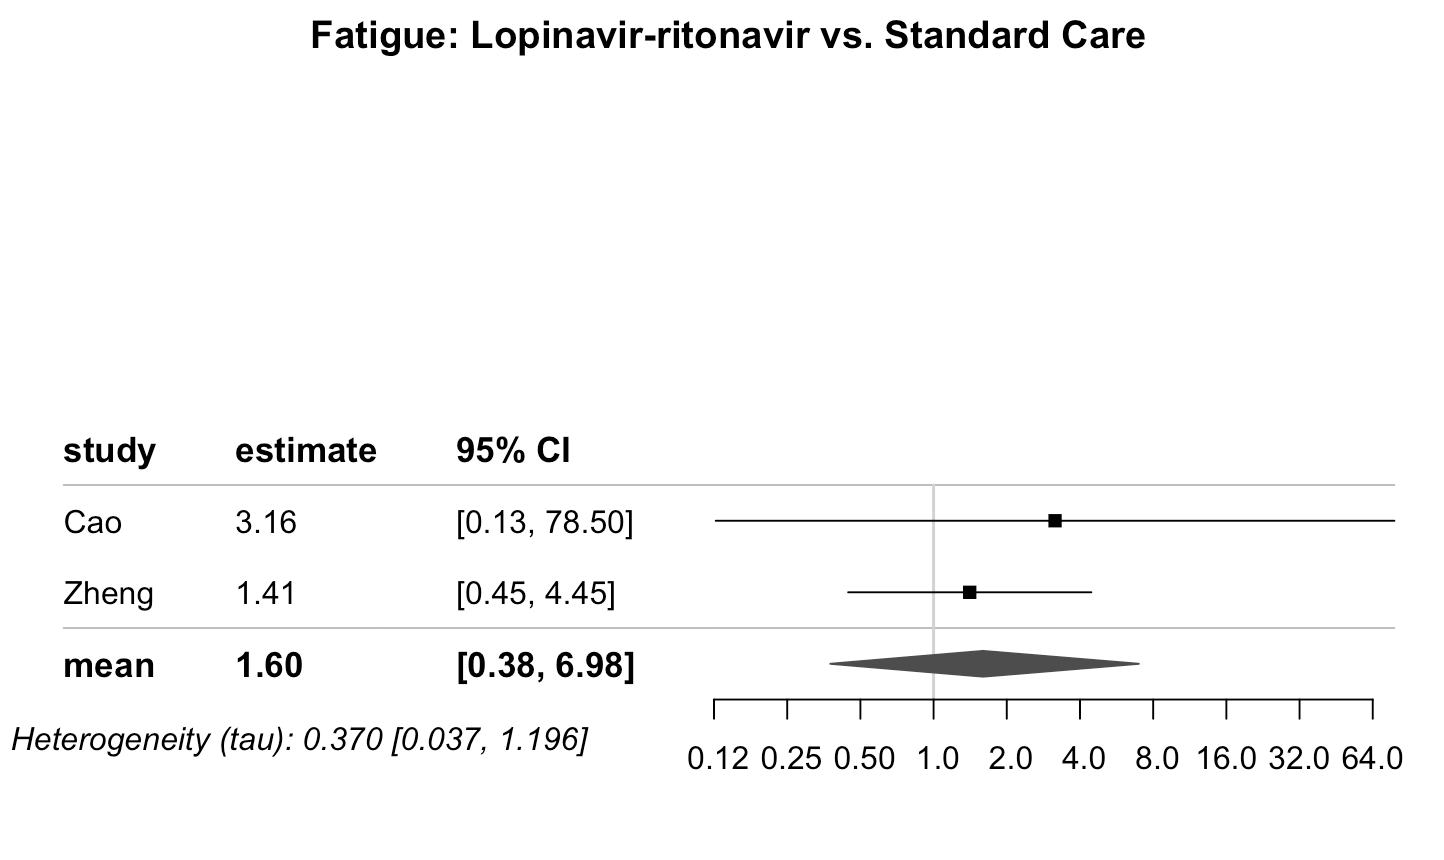 Fatigue: Lopinavir-ritonavir vs. Standard Care
study estimate 95% CI
Cao 3.16 [0.13, 78.50]
Zheng 1.41 [0.45, 4.45]
mean 1.60 [0.38, 6.98]
Heterogeneity (tau): 0.370 [0.037, 1.196]
0.12 0.25 0.50 1.0 2.0 4.0 8.0 16.0 32.0 64.0